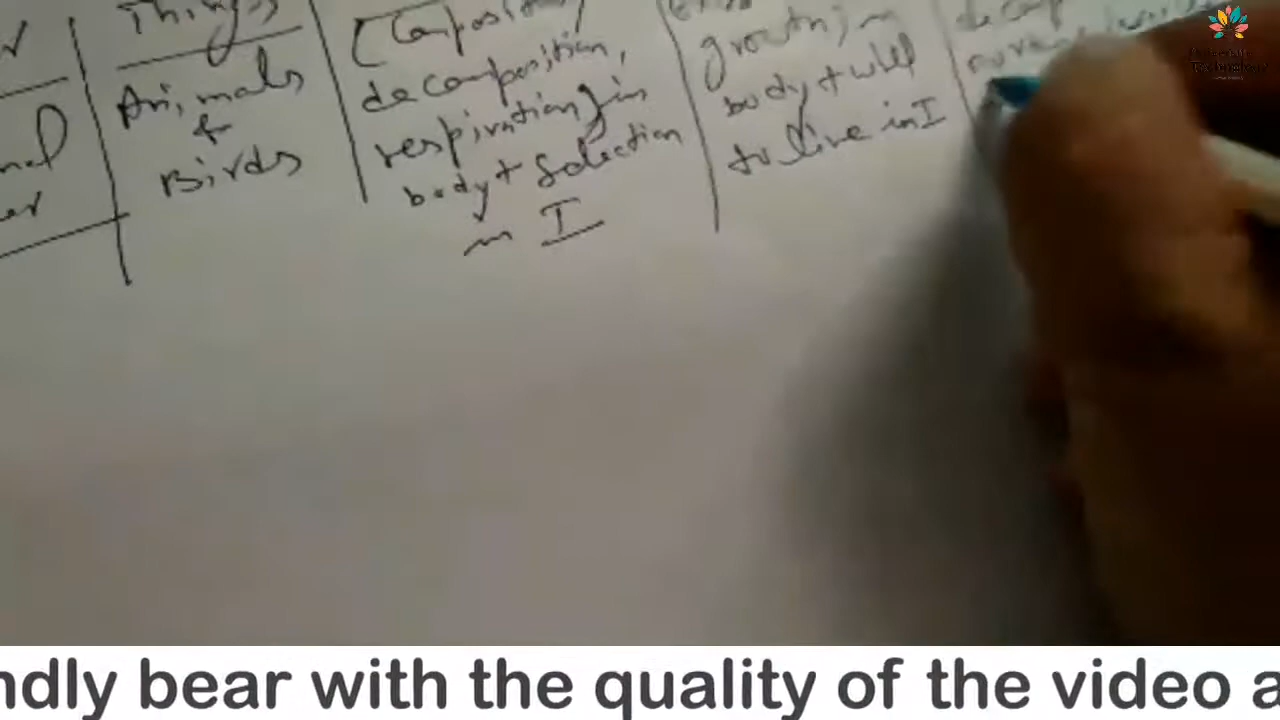 Things
Animals
&
Birds
(Composition,
decomposition,
respiration) in
body + Selection
in I
growth) in
body + will
to live in I
decomp
ndly bear with the quality of the video a